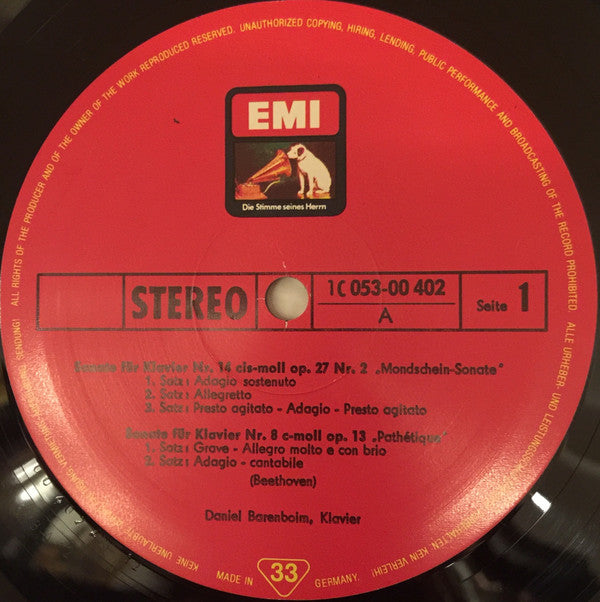 ALL RIGHTS OF THE PRODUCER AND OF THE OWNER OF THE WORK REPRODUCED RESERVED. UNAUTHORIZED COPYING, HIRING, LENDING, PUBLIC PERFORMANCE AND BROADCASTING OF THE RECORD PROHIBITED.
ALLE URHEBER- UND
KEIN VERLEIH!
KEINE
SENDUNG!
EMI
Die Stimme seines Herrn
STEREO
1C 053-00 402
A
Seite 1
Sonate für Klavier Nr. 14 cis-moll op. 27 Nr. 2 „Mondschein-Sonate"
1. Satz: Adagio sostenuto
2. Satz: Allegretto
3. Satz: Presto agitato - Adagio - Presto agitato
Sonate für Klavier Nr. 8 c-moll op. 13 „Pathétique"
1. Satz: Grave - Allegro molto e con brio
2. Satz: Adagio - cantabile
(Beethoven)
Daniel Barenboim, Klavier
MADE IN 33 GERMANY.